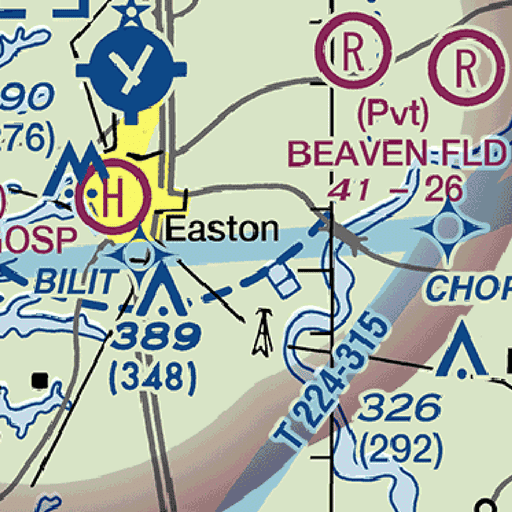 R
R
90
276)
(Pvt)
BEAVEN FLD
41 - 26
H
)
OSP
Easton
BILIT
CHOP
389
(348)
T 224-315
326
(292)